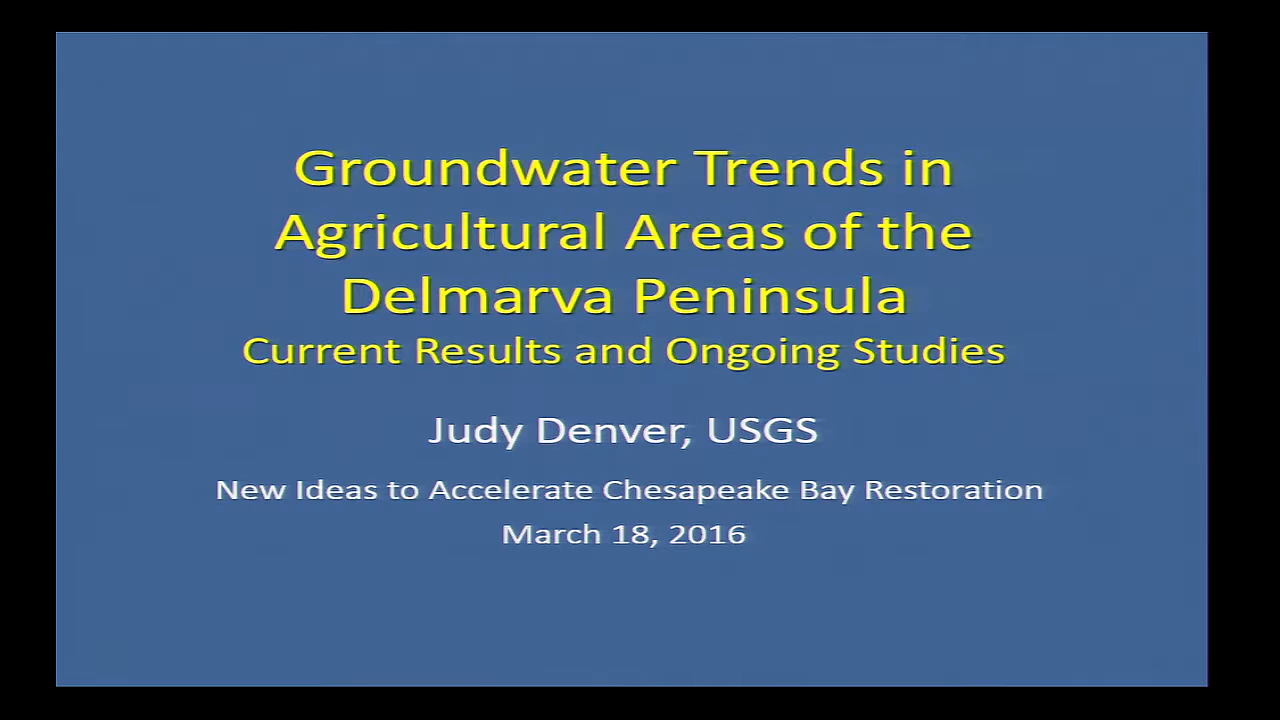 Groundwater Trends in
Agricultural Areas of the
Delmarva Peninsula
Current Results and Ongoing Studies
Judy Denver, USGS
New Ideas to Accelerate Chesapeake Bay Restoration
March 18, 2016